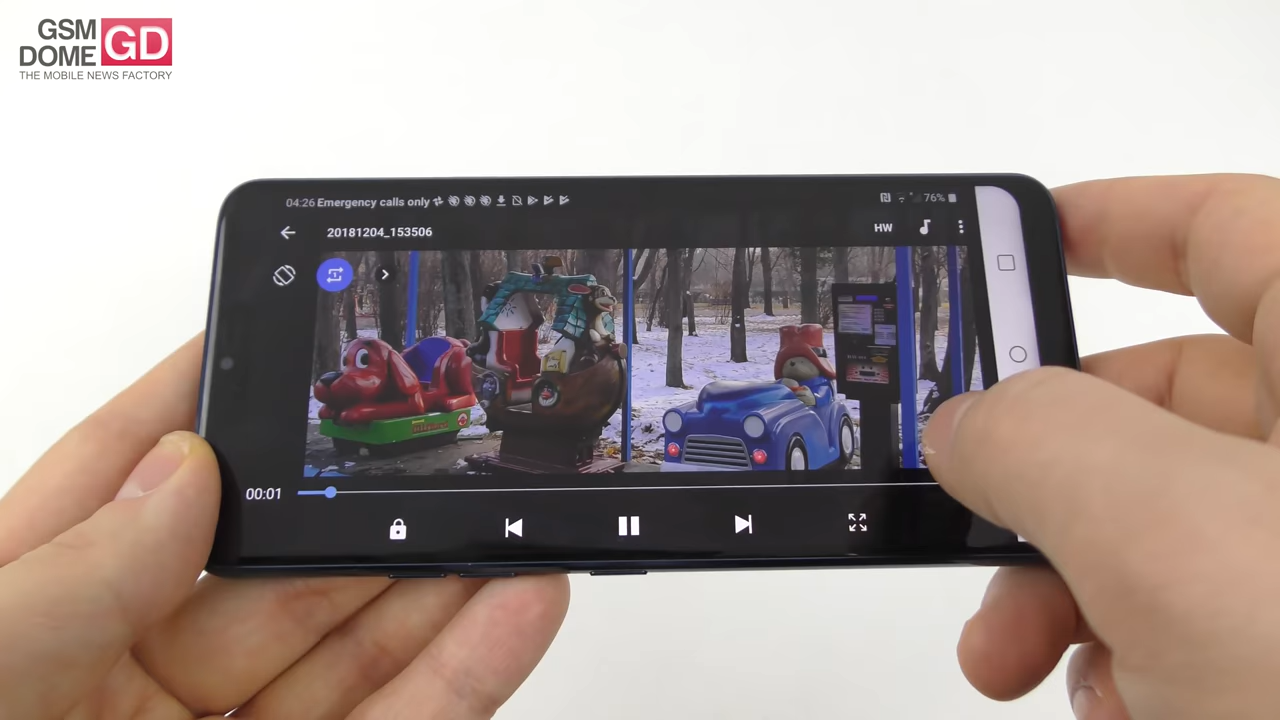 GSM
DOME GD
THE MOBILE NEWS FACTORY
04:26 Emergency calls only 76%
20181204_153506 HW
00:01